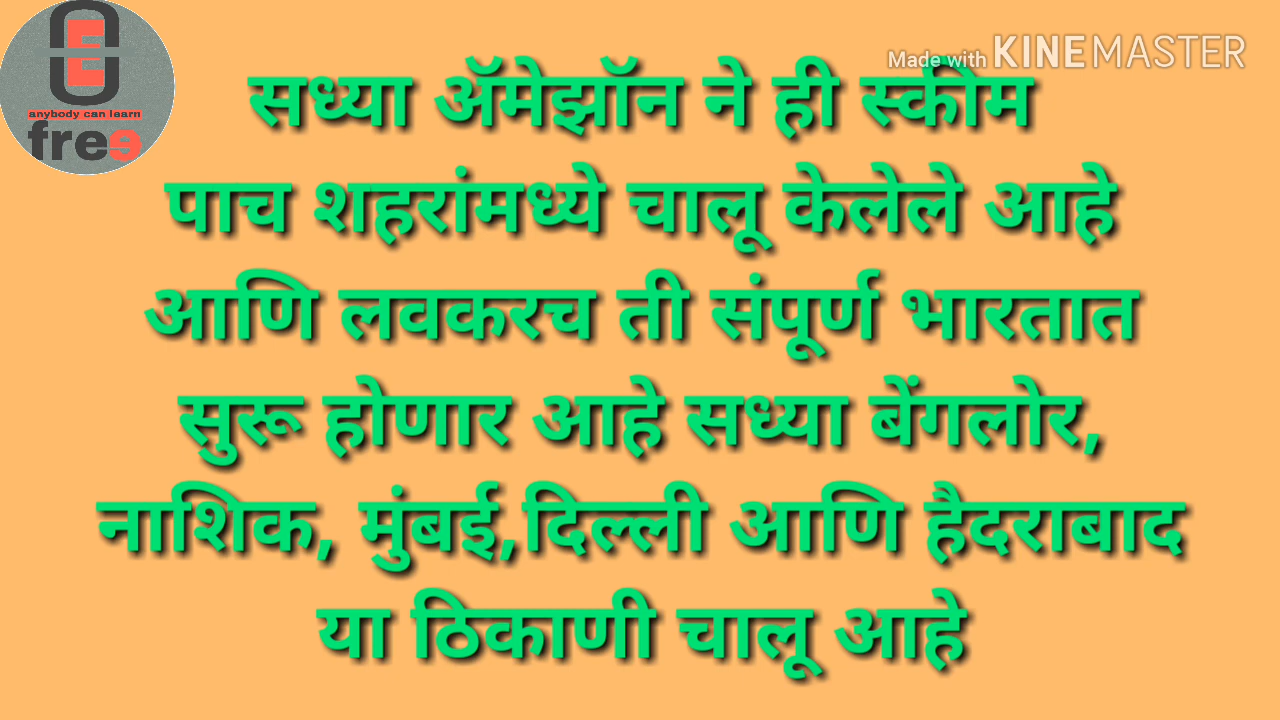 anybody can learn
free
Made with KINEMASTER
सध्या ॲमेझॉन ने ही स्कीम
पाच शहरांमध्ये चालू केलेले आहे
आणि लवकरच ती संपूर्ण भारतात
सुरू होणार आहे सध्या बेंगलोर,
नाशिक, मुंबई,दिल्ली आणि हैदराबाद
या ठिकाणी चालू आहे